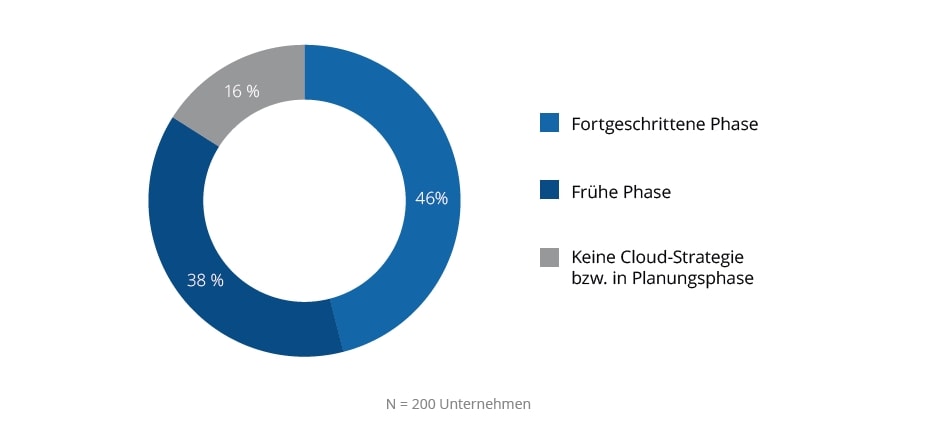 16 %
Fortgeschrittene Phase
Frühe Phase
46%
Keine Cloud-Strategie
bzw. in Planungsphase
38 %
N = 200 Unternehmen